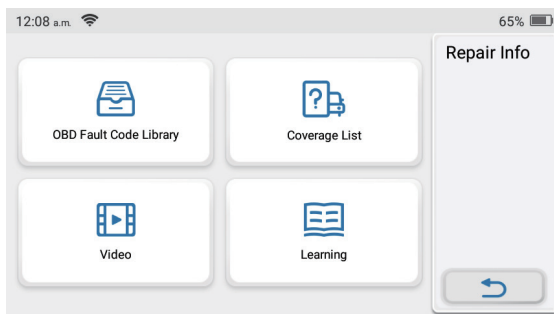 12:08 a.m.
65%
Repair Info
OBD Fault Code Library
Coverage List
Video
Learning